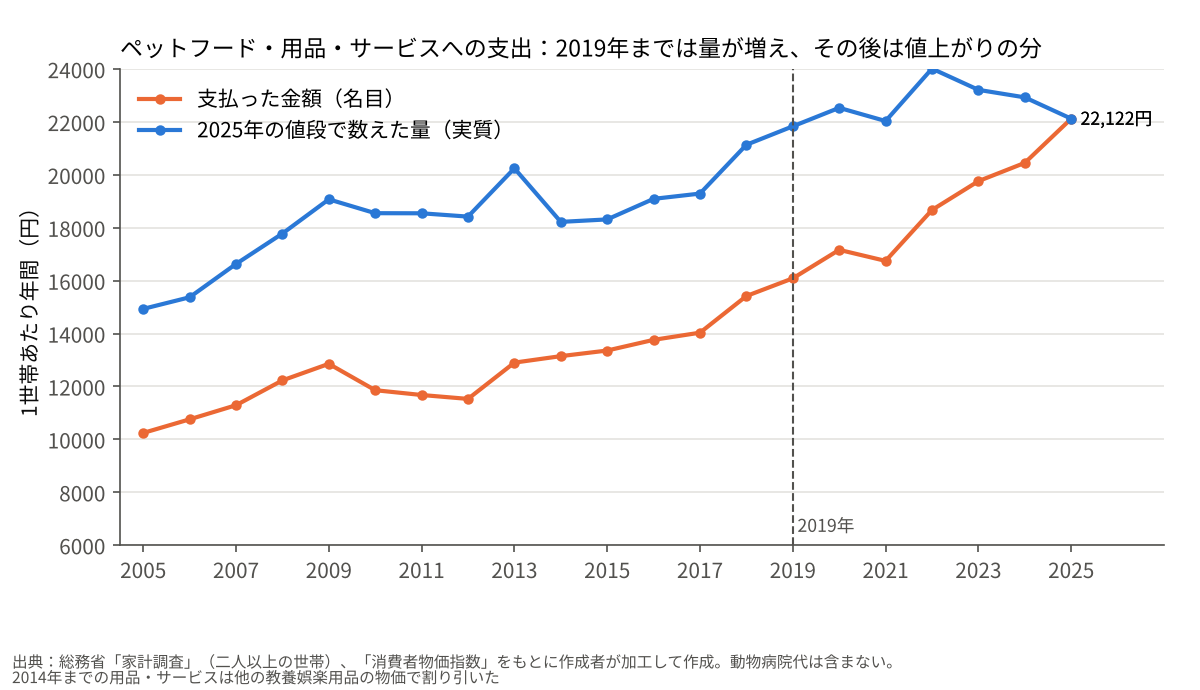 ペットフード・用品・サービスへの支出：2019年までは量が増え、その後は値上がりの分
支払った金額（名目）
2025年の値段で数えた量（実質）
1世帯あたり年間（円）
24000
22000
20000
18000
16000
14000
12000
10000
8000
6000
22,122円
2019年
2005
2007
2009
2011
2013
2015
2017
2019
2021
2023
2025
出典：総務省「家計調査」（二人以上の世帯）、「消費者物価指数」をもとに作成者が加工して作成。動物病院代は含まない。
2014年までの用品・サービスは他の教養娯楽用品の物価で割り引いた